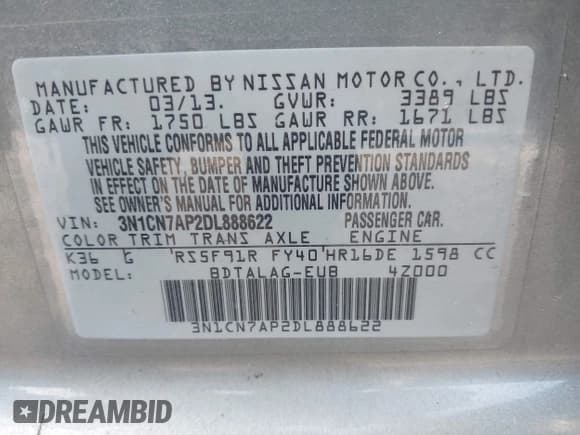 MANUFACTURED BY NISSAN MOTOR CO., LTD.
DATE: 03/13. GVWR: 3389 LBS
GAWR FR: 1750 LBS GAWR RR: 1671 LBS
THIS VEHICLE CONFORMS TO ALL APPLICABLE FEDERAL MOTOR
VEHICLE SAFETY, BUMPER AND THEFT PREVENTION STANDARDS
IN EFFECT ON THE DATE OF MANUFACTURE SHOWN ABOVE.
SEE OWNER'S MANUAL FOR ADDITIONAL INFORMATION.
VIN: 3N1CN7AP2DL888622 PASSENGER CAR.
COLOR TRIM TRANS AXLE ENGINE
K36 G 'RS5F91R FY40'HR16DE 1598 CC
MODEL: BDTALAG-EUB 4Z000
3N1CN7AP2DL888622
DREAMBID